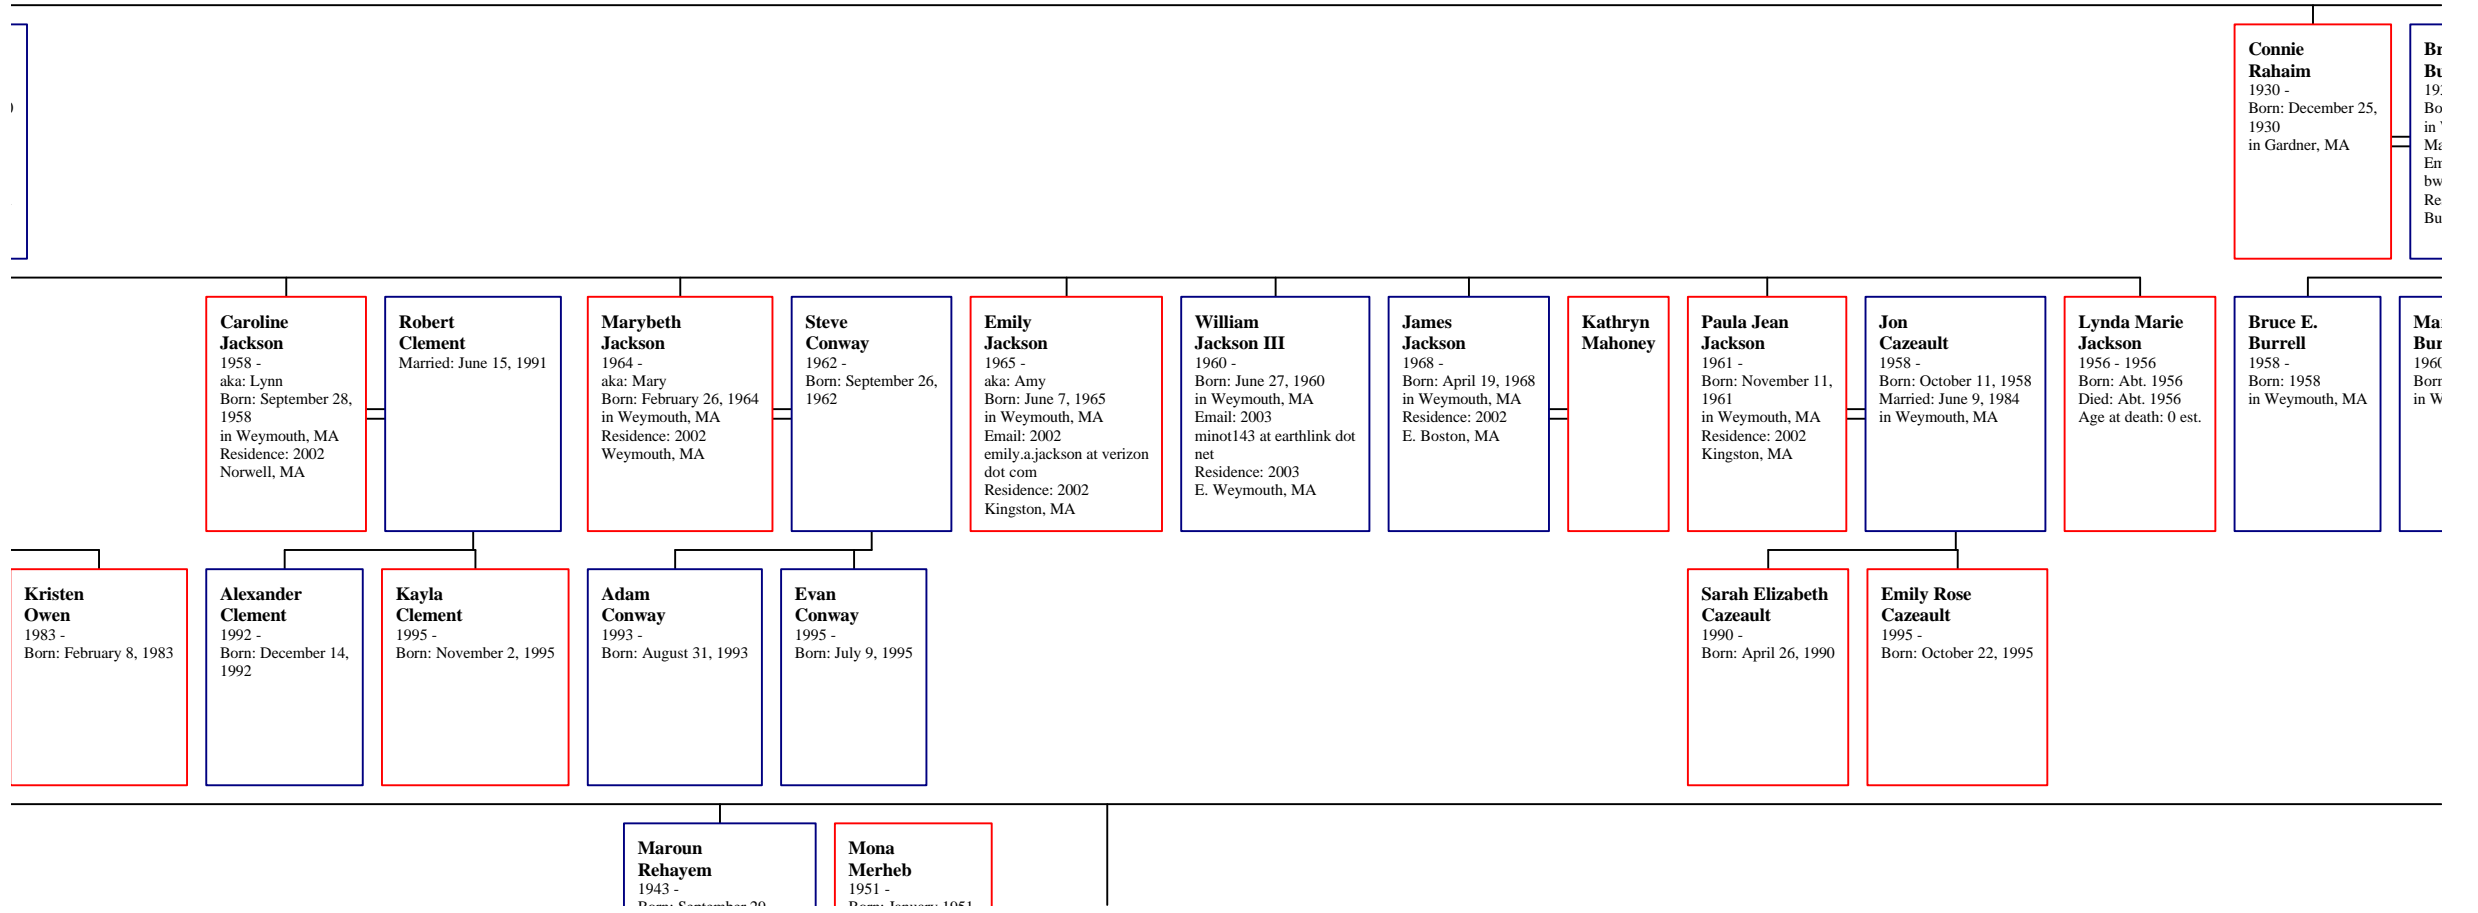 Connie
Rahaim
1930 -
Born: December 25,
1930
in Gardner, MA
Caroline
Jackson
1958 -
aka: Lynn
Born: September 28,
1958
in Weymouth, MA
Residence: 2002
Norwell, MA
Robert
Clement
Married: June 15, 1991
Marybeth
Jackson
1964 -
aka: Mary
Born: February 26, 1964
in Weymouth, MA
Residence: 2002
Weymouth, MA
Steve
Conway
1962 -
Born: September 26,
1962
Emily
Jackson
1965 -
aka: Amy
Born: June 7, 1965
in Weymouth, MA
Email: 2002
emily.a.jackson at verizon
dot com
Residence: 2002
Kingston, MA
William
Jackson III
1960 -
Born: June 27, 1960
in Weymouth, MA
Email: 2003
minot143 at earthlink dot
net
Residence: 2003
E. Weymouth, MA
James
Jackson
1968 -
Born: April 19, 1968
in Weymouth, MA
Residence: 2002
E. Boston, MA
Kathryn
Mahoney
Paula Jean
Jackson
1961 -
Born: November 11,
1961
in Weymouth, MA
Residence: 2002
Kingston, MA
Jon
Cazeault
1958 -
Born: October 11, 1958
Married: June 9, 1984
in Weymouth, MA
Lynda Marie
Jackson
1956 - 1956
Born: Abt. 1956
Died: Abt. 1956
Age at death: 0 est.
Bruce E.
Burrell
1958 -
Born: 1958
in Weymouth, MA
1960
Born
in
Kristen
Owen
1983 -
Born: February 8, 1983
Alexander
Clement
1992 -
Born: December 14,
1992
Kayla
Clement
1995 -
Born: November 2, 1995
Adam
Conway
1993 -
Born: August 31, 1993
Evan
Conway
1995 -
Born: July 9, 1995
Sarah Elizabeth
Cazeault
1990 -
Born: April 26, 1990
Emily Rose
Cazeault
1995 -
Born: October 22, 1995
Maroun
Rehayem
1943 -
Born: September 29,
Mona
Merheb
1951 -
Born: January 1951